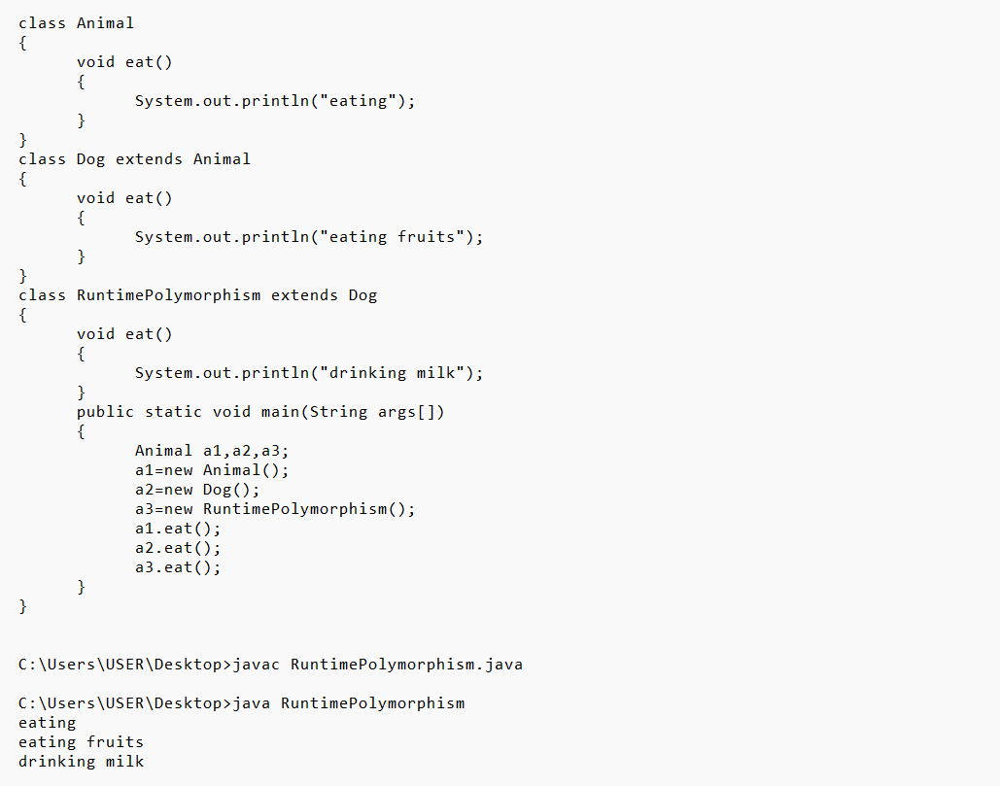 class Animal
{
      void eat()
      {
            System.out.println("eating");
      }
}
class Dog extends Animal
{
      void eat()
      {
            System.out.println("eating fruits");
      }
}
class RuntimePolymorphism extends Dog
{
      void eat()
      {
            System.out.println("drinking milk");
      }
      public static void main(String args[])
      {
            Animal a1,a2,a3;
            a1=new Animal();
            a2=new Dog();
            a3=new RuntimePolymorphism();
            a1.eat();
            a2.eat();
            a3.eat();
      }
}
C:\Users\USER\Desktop>javac RuntimePolymorphism.java
C:\Users\USER\Desktop>java RuntimePolymorphism
eating
eating fruits
drinking milk